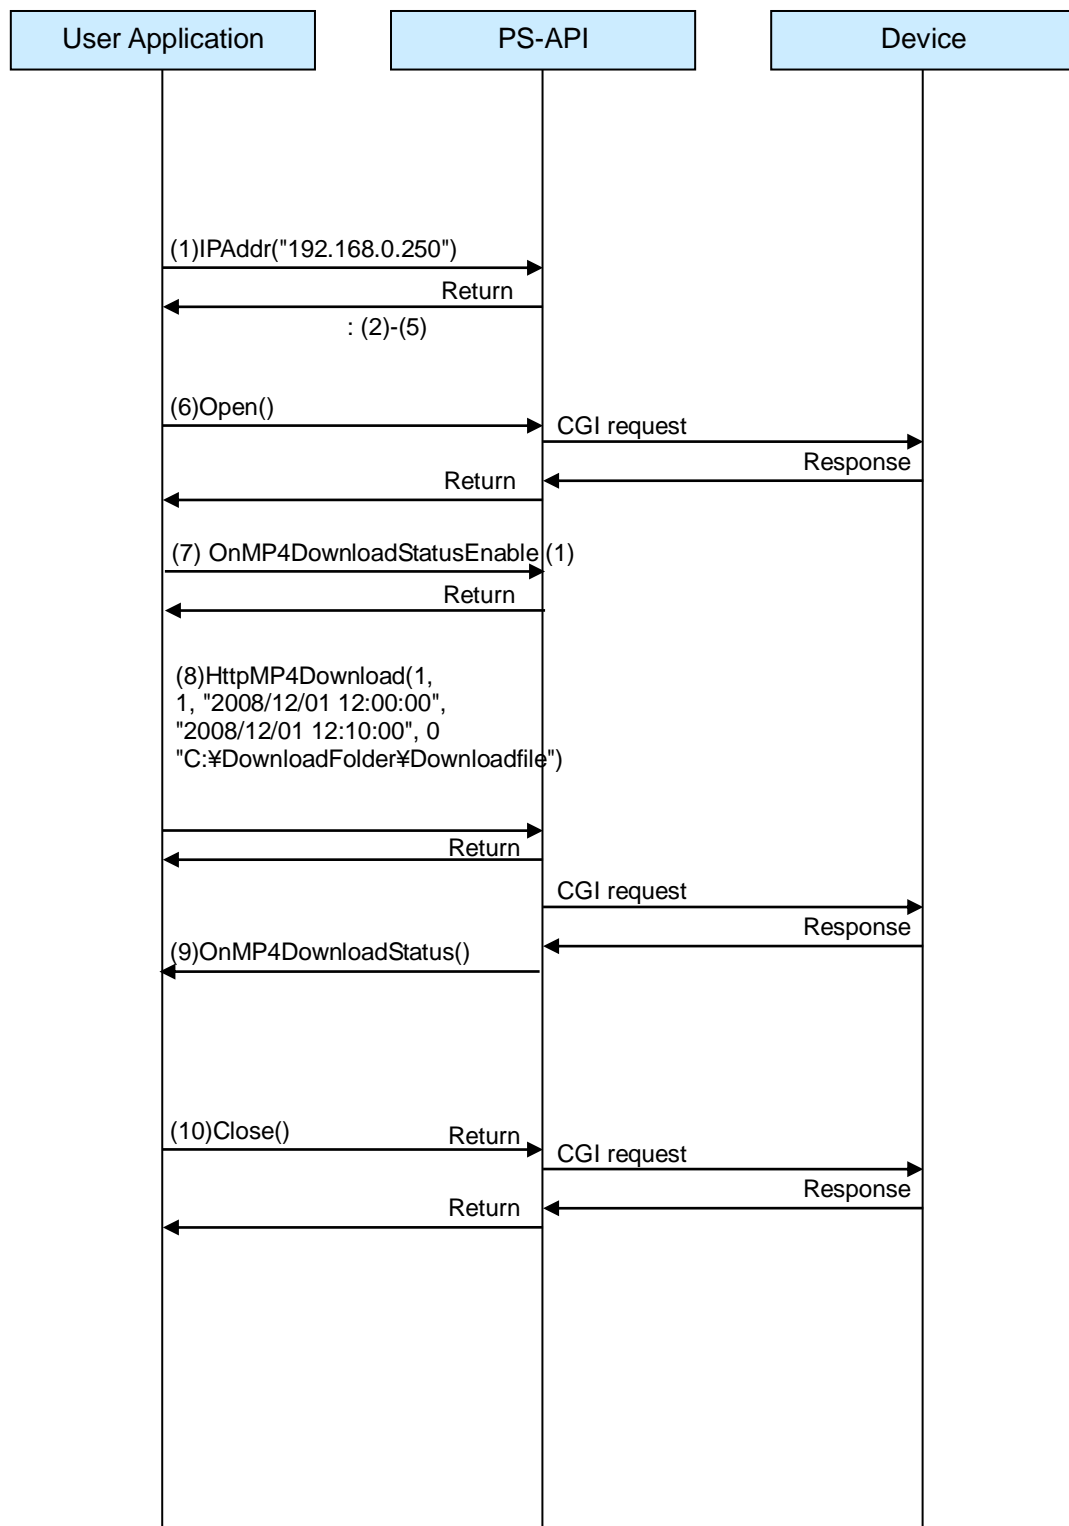 User Application
PS-API
Device
(1)IPAddr("192.168.0.250")
Return
: (2)-(5)
(6)Open()
CGI request
Response
Return
(7) OnMP4DownloadStatusEnable (1)
Return
(8)HttpMP4Download(1,
1, "2008/12/01 12:00:00",
"2008/12/01 12:10:00", 0
"C:¥DownloadFolder¥Downloadfile")
Return
CGI request
Response
(9)OnMP4DownloadStatus()
(10)Close()
Return
CGI request
Response
Return